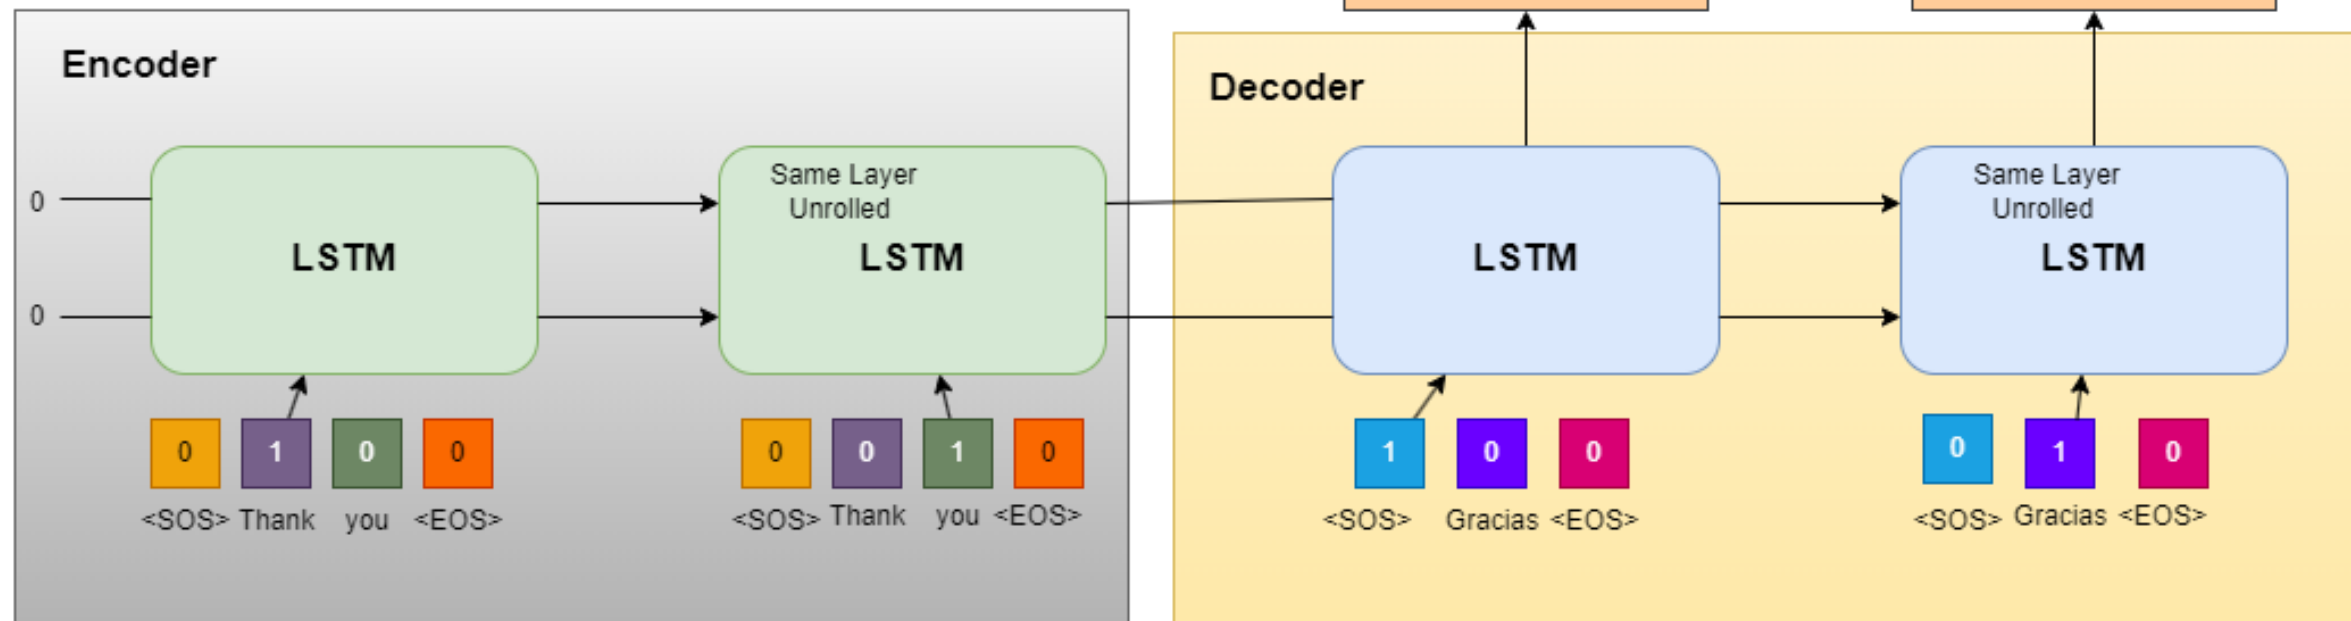 Encoder
Decoder
Same Layer
Unrolled
Same Layer
Unrolled
0
LSTM
LSTM
LSTM
LSTM
0
0 1 0 0
0 0 1 0
1 0 0
0 1 0
<SOS> Thank you <EOS>
<SOS> Thank you <EOS>
<SOS> Gracias <EOS>
<SOS> Gracias <EOS>